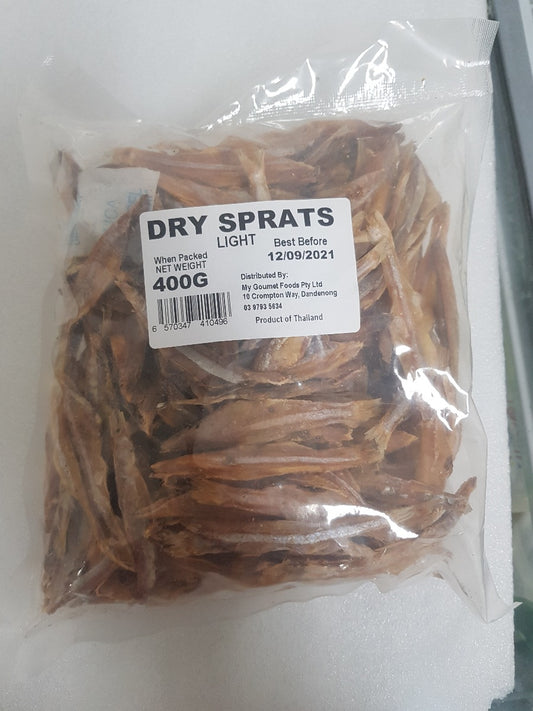 DRY SPRATS
LIGHT
Best Before
12/09/2021
When Packed
NET WEIGHT
400G
Distributed By:
My Goumet Foods Pty Ltd
10 Crompton Way, Dandenong
03 9793 5634
Product of Thailand
6 570347 410496